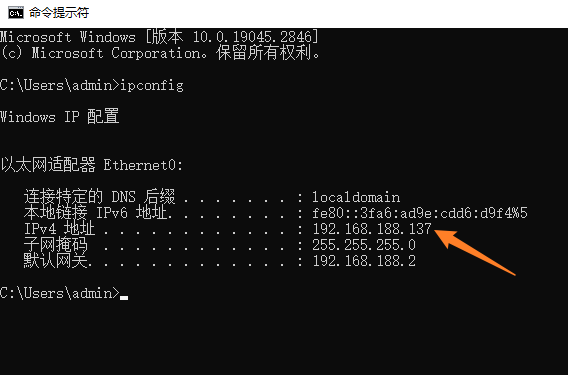 命令提示符
Microsoft Windows [版本 10.0.19045.2846]
(c) Microsoft Corporation。保留所有权利。
C:\Users\admin>ipconfig
Windows IP 配置
以太网适配器 Ethernet0:
连接特定的 DNS 后缀 . . . . . . . : localdomain
本地链接 IPv6 地址. . . . . . . . : fe80::3fa6:ad9e:cdd6:d9f4%5
IPv4 地址 . . . . . . . . . . . . : 192.168.188.137
子网掩码 . . . . . . . . . . . . : 255.255.255.0
默认网关. . . . . . . . . . . . . : 192.168.188.2
C:\Users\admin>